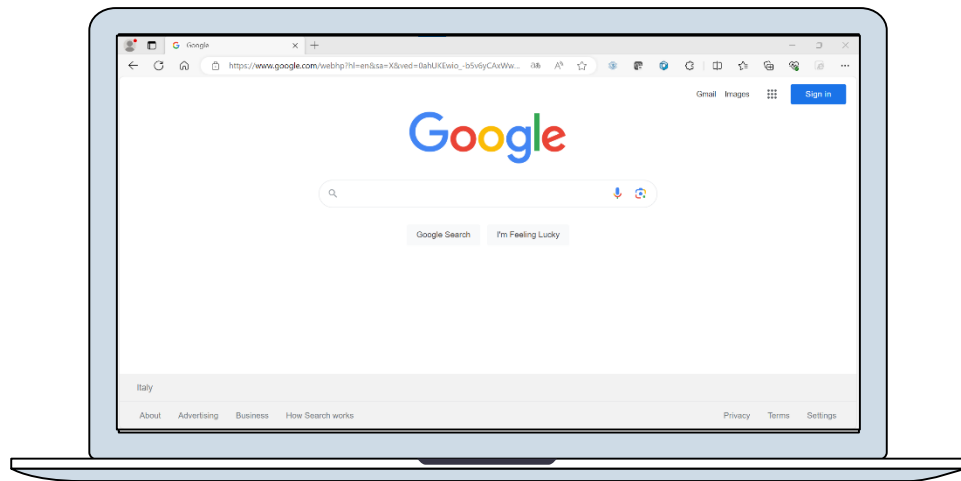 Google
https://www.google.com/webhp?hl=en&sa=X&ved=0ahUKEwio_-b5v6yCAxWw...
Gmail Images Sign in
Google
Google Search I'm Feeling Lucky
Italy
About Advertising Business How Search works Privacy Terms Settings